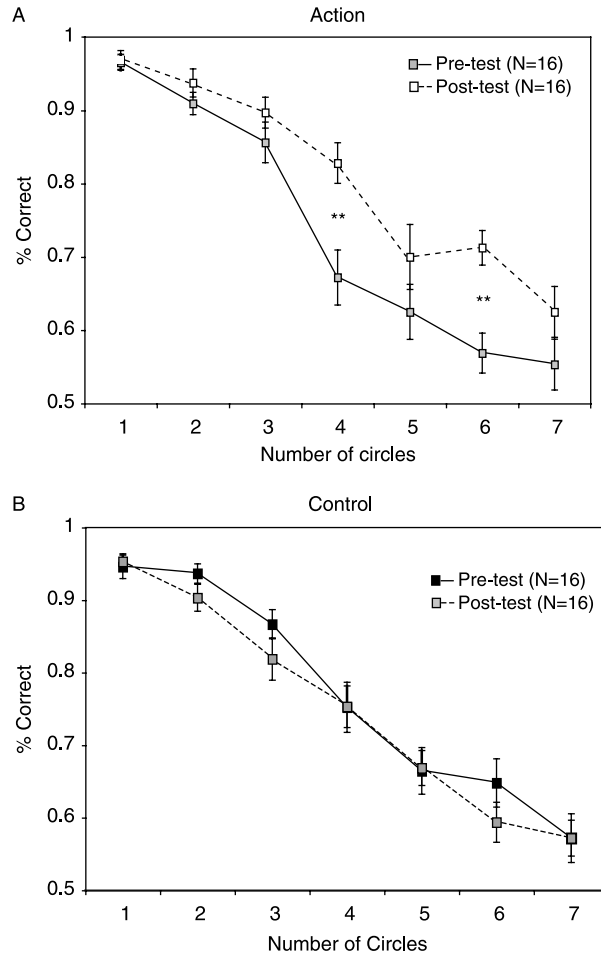 A Action
1
0.9
0.8
0.7
0.6
0.5
% Correct
Pre-test (N=16)
Post-test (N=16)
**
**
1 2 3 4 5 6 7
Number of circles
B Control
1
0.9
0.8
0.7
0.6
0.5
% Correct
Pre-test (N=16)
Post-test (N=16)
1 2 3 4 5 6 7
Number of Circles